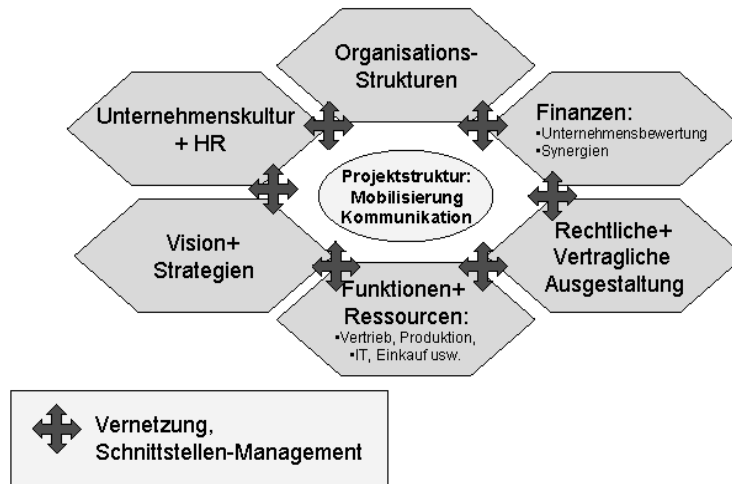 Organisations-
Strukturen
Unternehmenskultur
+ HR
Finanzen:
▪Unternehmensbewertung
▪Synergien
Projektstruktur:
Mobilisierung
Kommunikation
Vision+
Strategien
Rechtliche+
Vertragliche
Ausgestaltung
Funktionen+
Ressourcen:
▪Vertrieb, Produktion,
▪IT, Einkauf usw.
Vernetzung,
Schnittstellen-Management